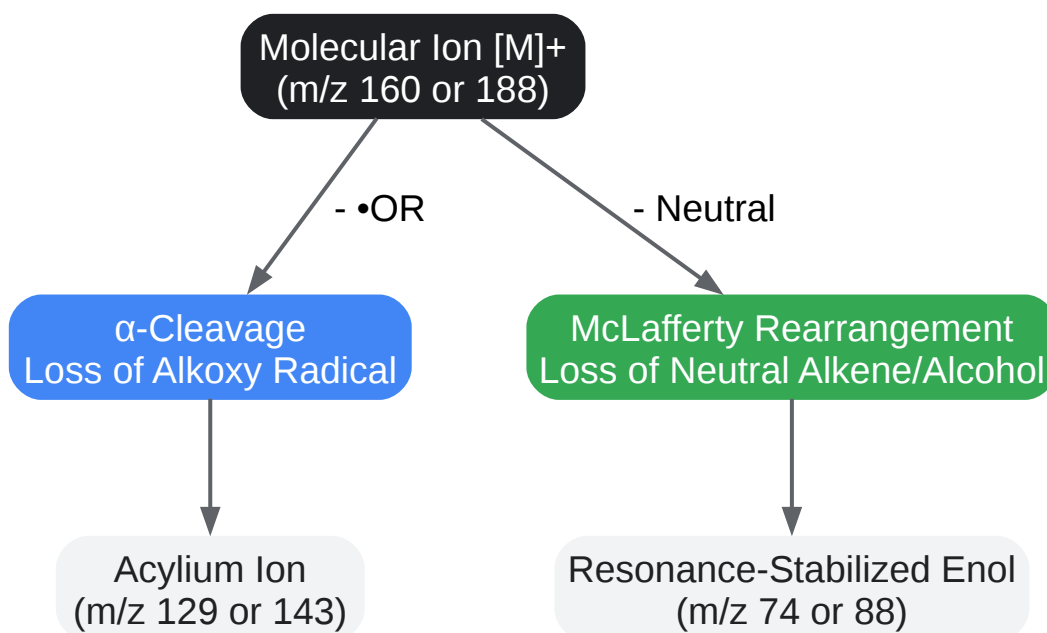 Molecular Ion [M]+
(m/z 160 or 188)
- •OR
- Neutral
α-Cleavage
Loss of Alkoxy Radical
McLafferty Rearrangement
Loss of Neutral Alkene/Alcohol
Acylium Ion
(m/z 129 or 143)
Resonance-Stabilized Enol
(m/z 74 or 88)